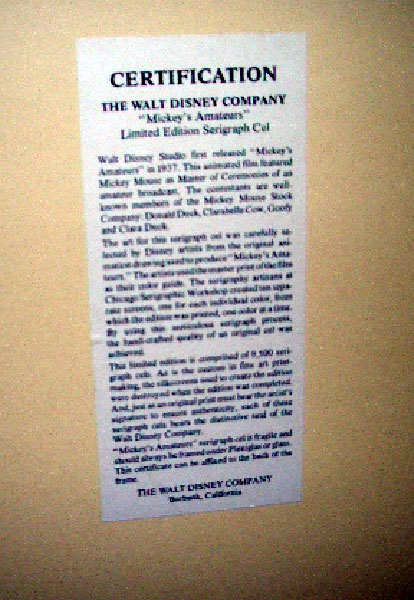 CERTIFICATION
THE WALT DISNEY COMPANY
"Mickey's Amateurs"
Limited Edition Serigraph Cel
Walt Disney Studio first released "Mickey's
Amateurs" in 1937. This animated film featured
Mickey Mouse as Master of Ceremonies of an
amateur broadcast. The contestants are well-
known members of the Mickey Mouse Stock
Company: Donald Duck, Clarabelle Cow, Goofy
and Clara Cluck.
The art for this serigraph cel was carefully se-
lected by Disney artists from the original ani-
mation drawing used to produce "Mickey's Ama-
teurs." The artists used the master print of the film
as their color guide. The serigraphy artisans at
Chicago Serigraphic Workshop created ten sepa-
rate screens, one for each individual color, from
which the edition was printed, one color at a time.
By using this meticulous serigraph process,
the hand-crafted quality of an original cel was
achieved.
This limited edition is comprised of 9,500 seri-
graph cels. As is the custom in fine art print-
making, the silkscreens used to create the edition
were destroyed when the edition was completed.
And, just as an original print must bear the artist's
signature to ensure authenticity, each of these
serigraph cels bears the distinctive seal of the
Walt Disney Company.
"Mickey's Amateurs" serigraph cel is fragile and
should always be framed under Plexiglas or glass.
This certificate can be affixed to the back of the
frame.
THE WALT DISNEY COMPANY
Burbank, California